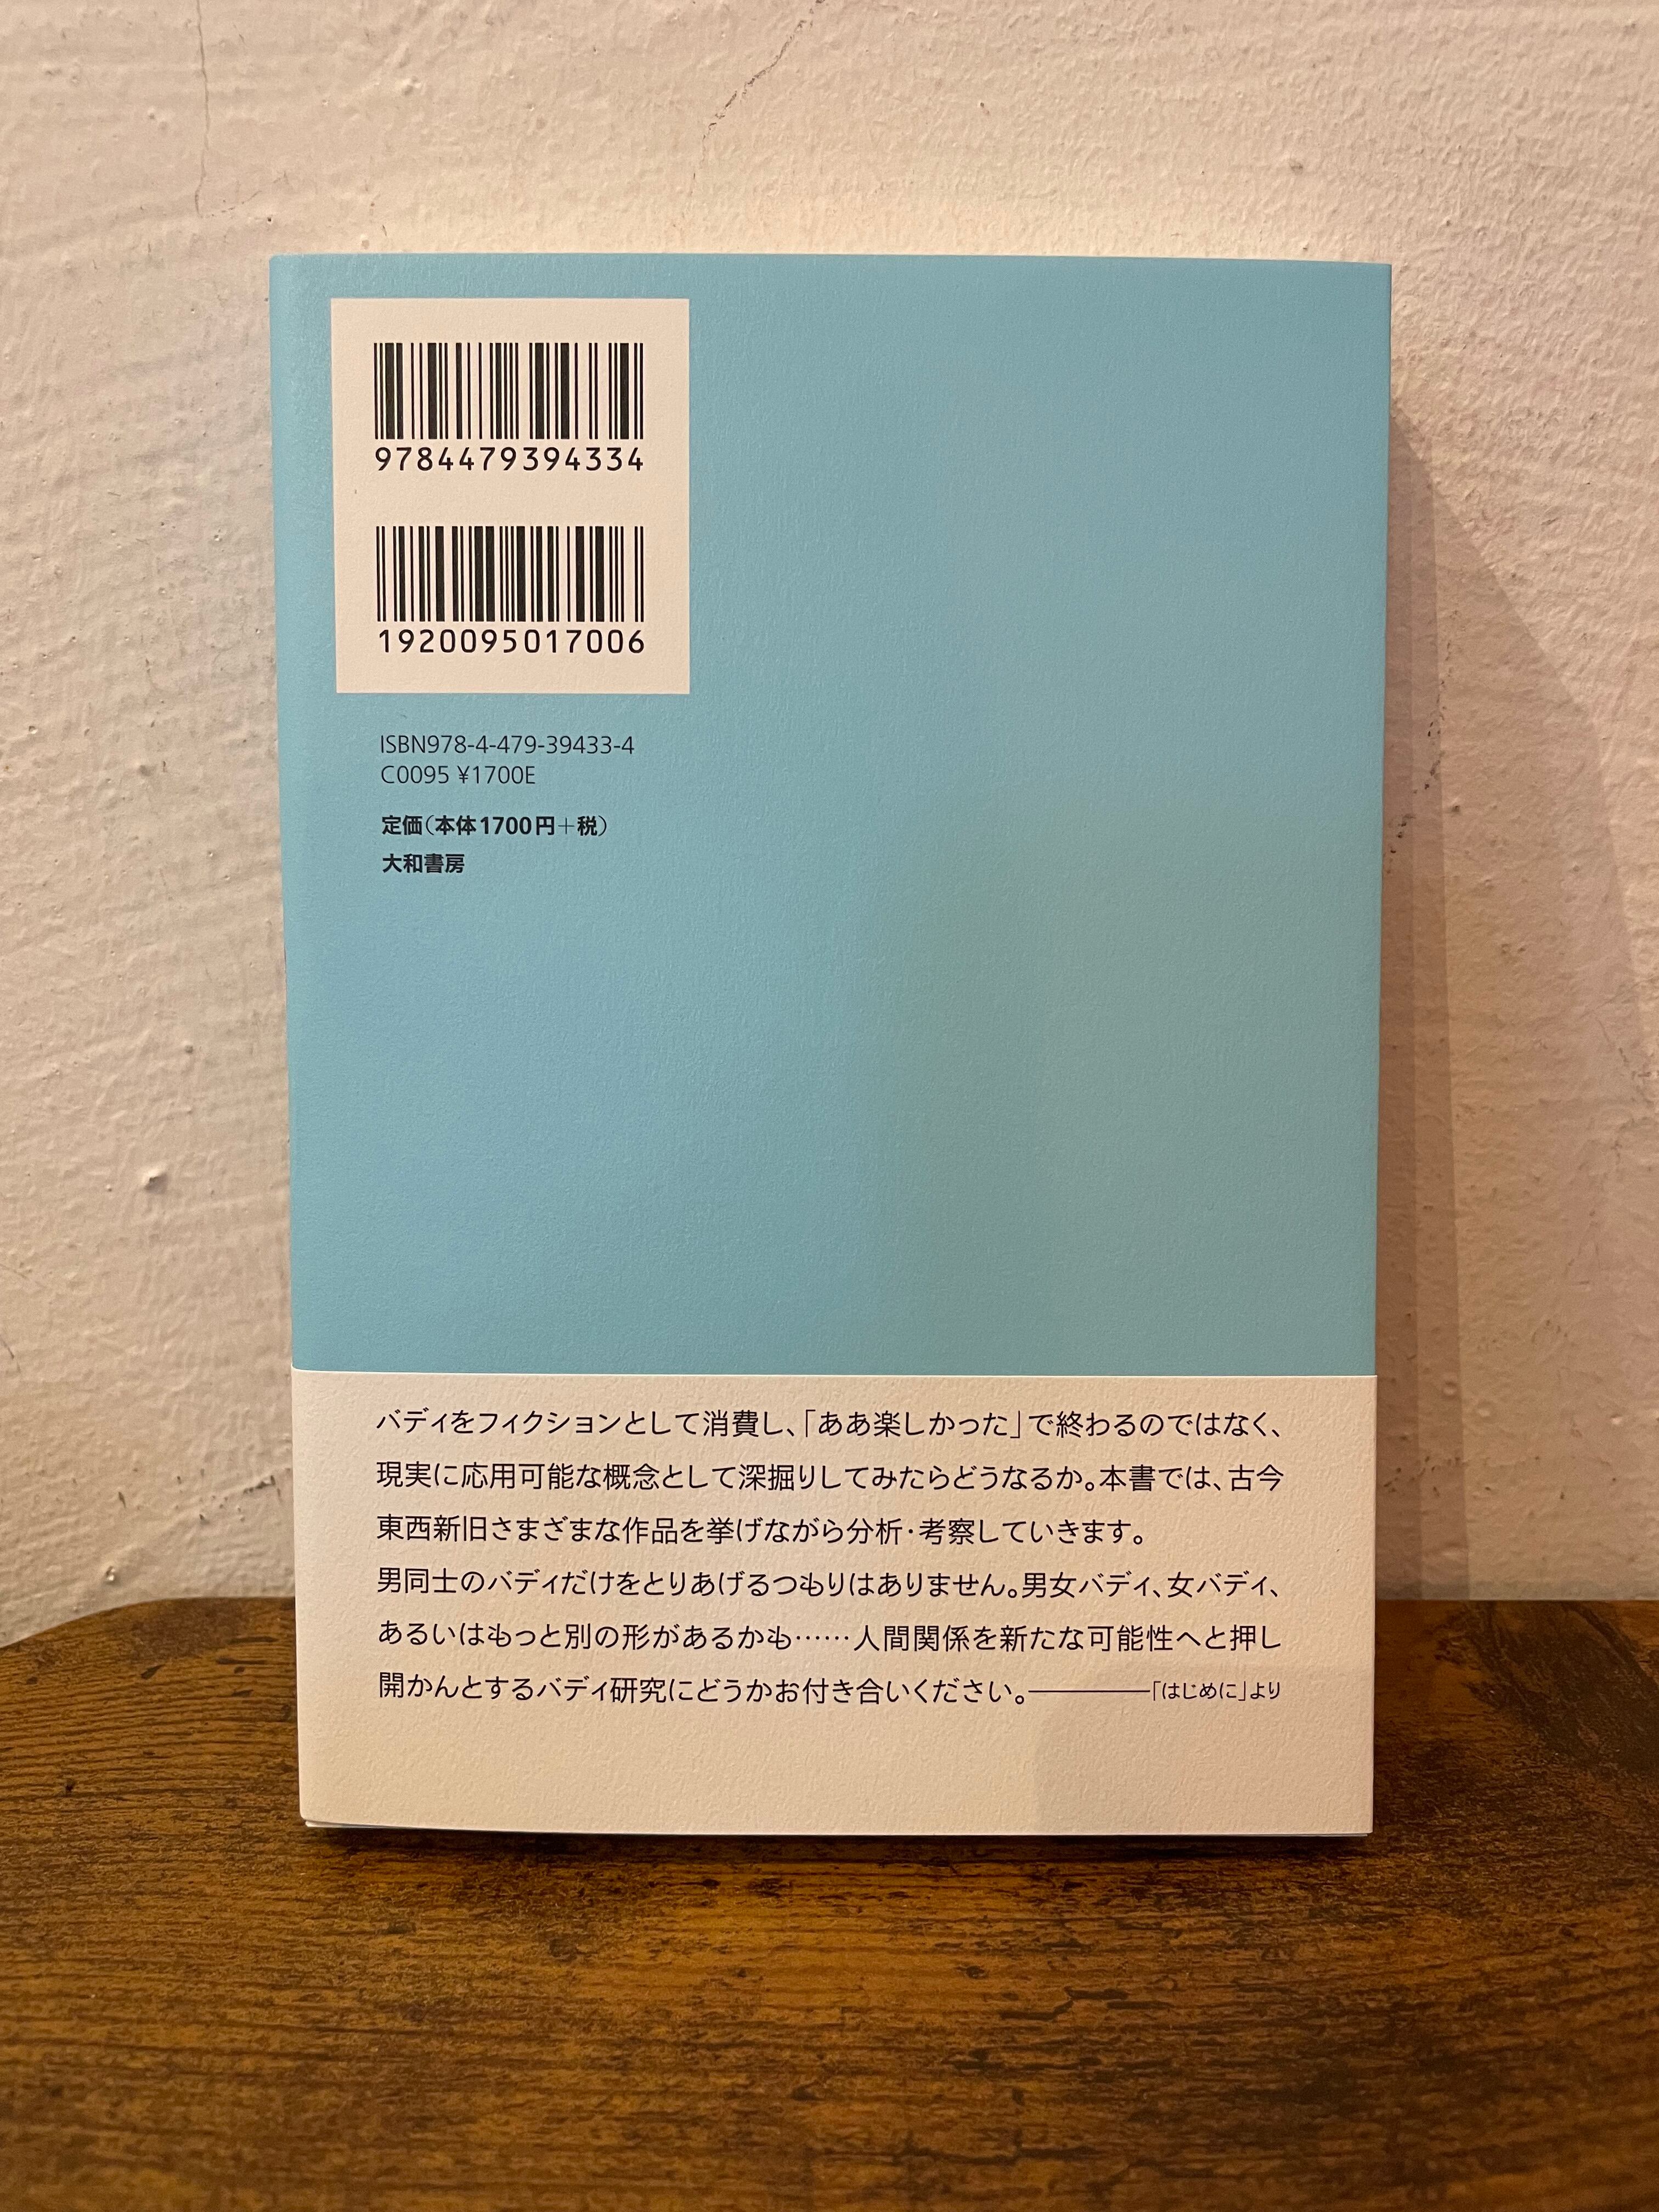 9784479394334
1920095017006
ISBN978-4-479-39433-4
C0095 ¥1700E
定価（本体1700円＋税）
大和書房
バディをフィクションとして消費し、「ああ楽しかった」で終わるのではなく、
現実に応用可能な概念として深掘りしてみたらどうなるか。本書では、古今
東西新旧さまざまな作品を挙げながら分析・考察していきます。
男同士のバディだけをとりあげるつもりはありません。男女バディ、女バディ、
あるいはもっと別の形があるかも……人間関係を新たな可能性へと押し
開かんとするバディ研究にどうかお付き合いください。————「はじめに」より